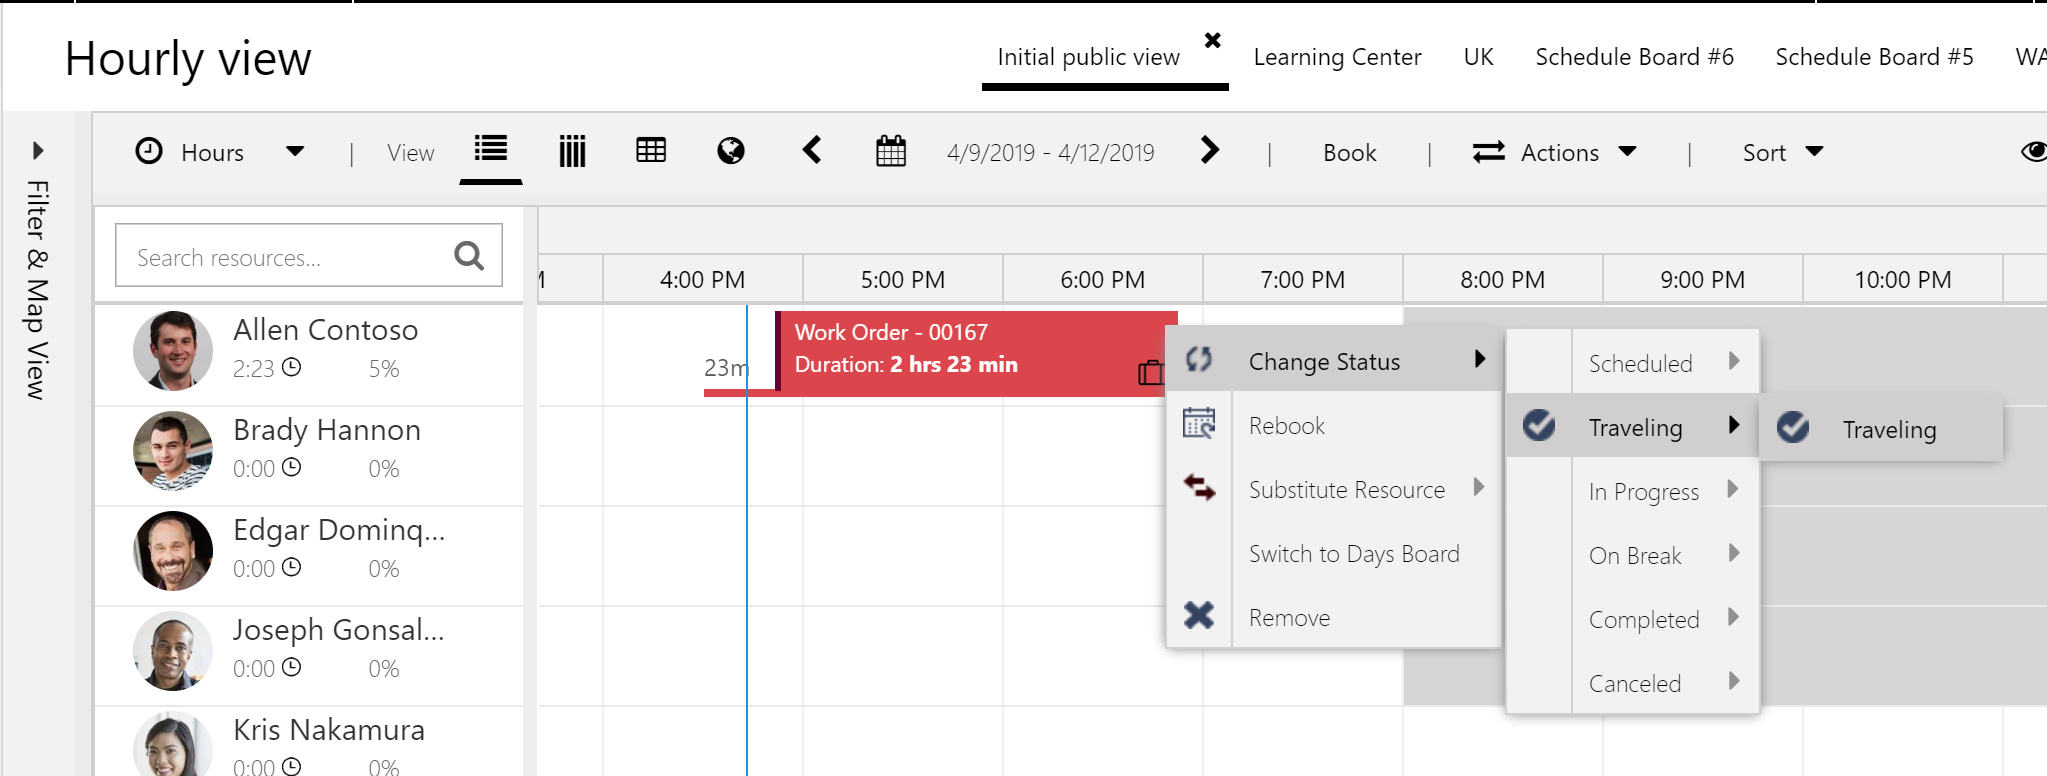 Hourly view
Initial public view
Learning Center
UK
Schedule Board #6
Schedule Board #5
Hours
|
View
4/9/2019 - 4/12/2019
|
Book
|
Actions
|
Sort
Filter & Map View
Search resources...
4:00 PM
5:00 PM
6:00 PM
7:00 PM
8:00 PM
9:00 PM
10:00 PM
Allen Contoso
2:23 5%
23m
Work Order - 00167
Duration: 2 hrs 23 min
Brady Hannon
0:00 0%
Edgar Dominq...
0:00 0%
Joseph Gonsal...
0:00 0%
Kris Nakamura
0:00 0%
Change Status
Rebook
Substitute Resource
Switch to Days Board
Remove
Scheduled
Traveling
In Progress
On Break
Completed
Canceled
Traveling